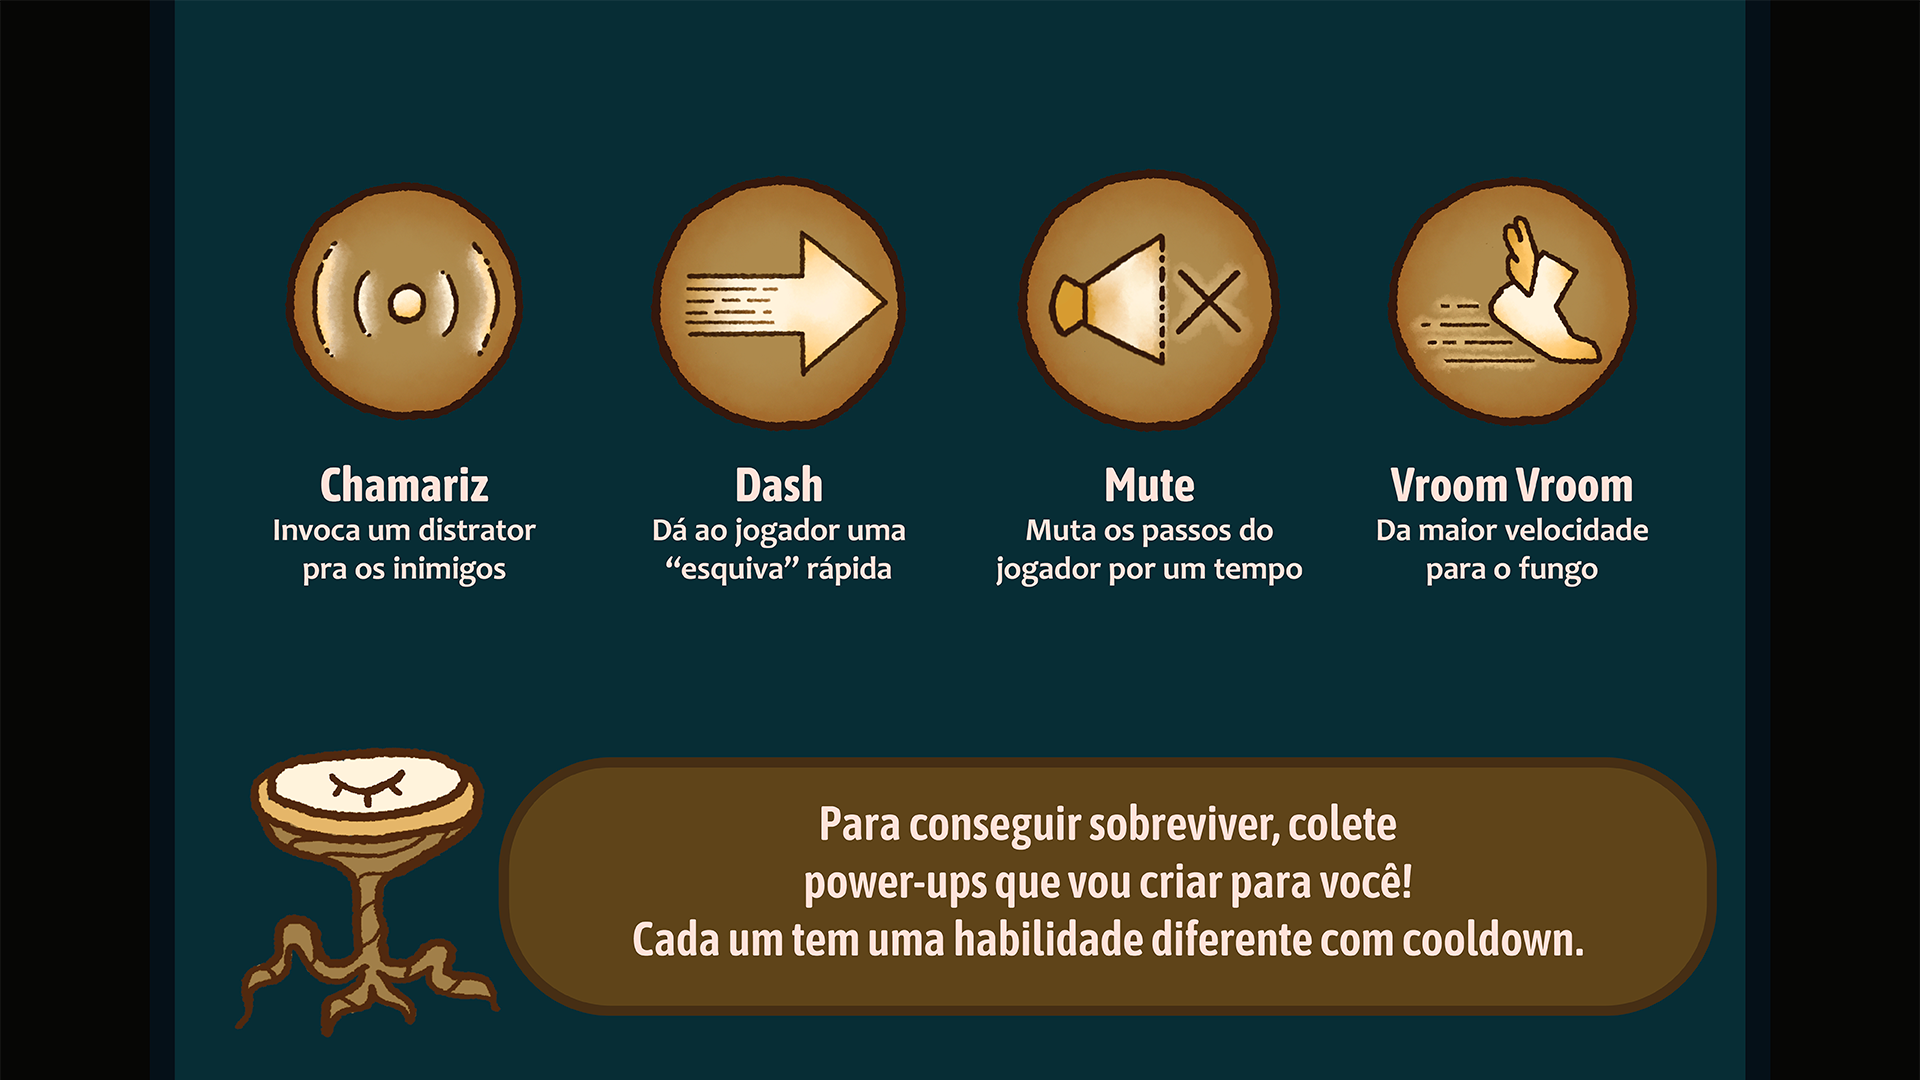 Chamariz
Invoca um distrator
pra os inimigos
Dash
Dá ao jogador uma
“esquiva” rápida
Mute
Muta os passos do
jogador por um tempo
Vroom Vroom
Da maior velocidade
para o fungo
Para conseguir sobreviver, colete
power-ups que vou criar para você!
Cada um tem uma habilidade diferente com cooldown.